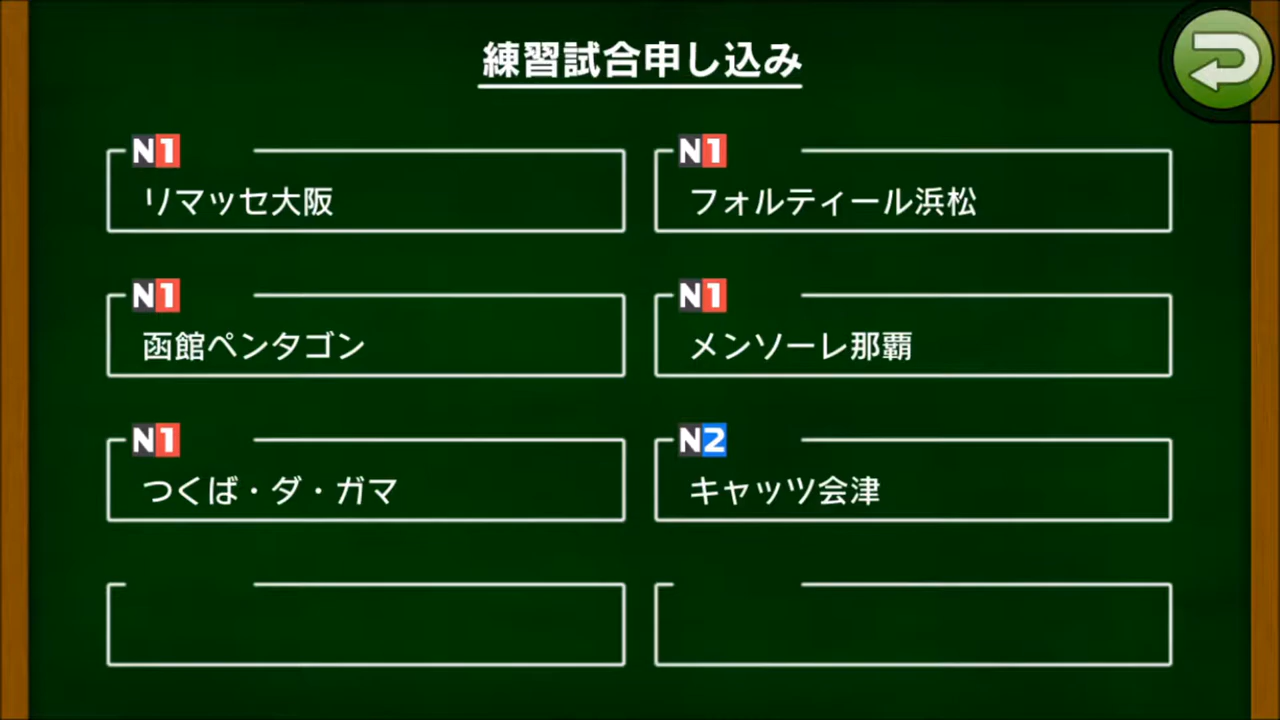 練習試合申し込み
N1
リマッセ大阪
N1
フォルティール浜松
N1
函館ペンタゴン
N1
メンソーレ那覇
N1
つくば・ダ・ガマ
N2
キャッツ会津